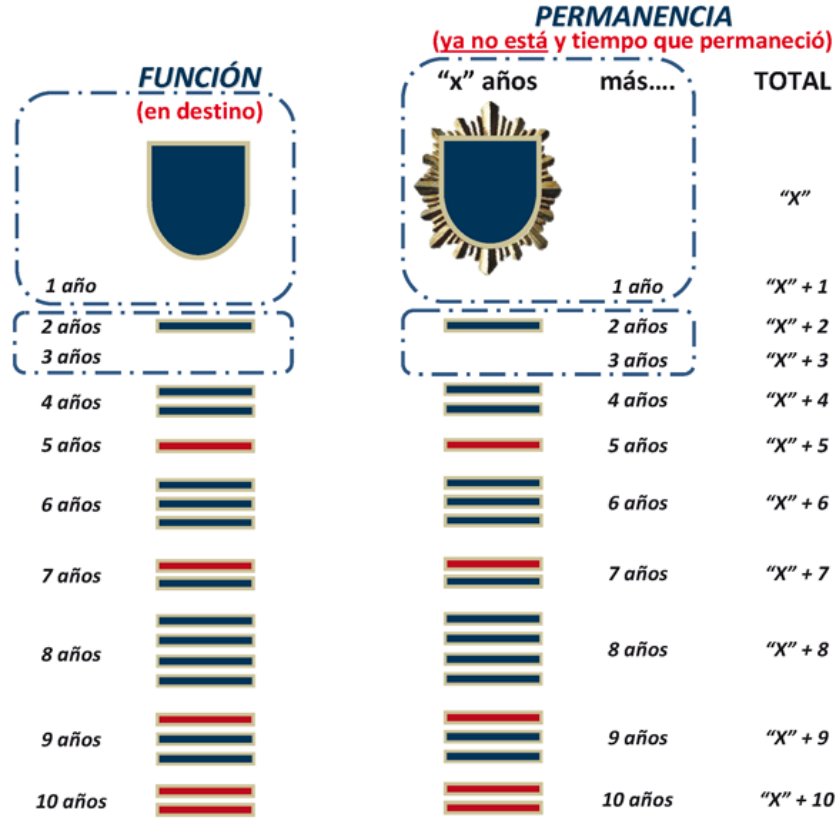 PERMANENCIA
(ya no está y tiempo que permaneció)
FUNCIÓN
(en destino)
“x” años más.... TOTAL
“X”
1 año 1 año “X” + 1
2 años 2 años “X” + 2
3 años 3 años “X” + 3
4 años 4 años “X” + 4
5 años 5 años “X” + 5
6 años 6 años “X” + 6
7 años 7 años “X” + 7
8 años 8 años “X” + 8
9 años 9 años “X” + 9
10 años 10 años “X” + 10